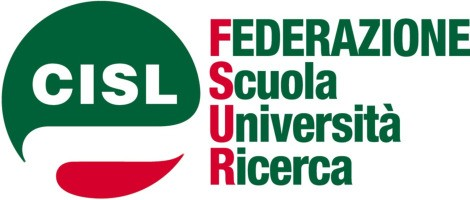 CISL
FEDERAZIONE
Scuola
Università
Ricerca